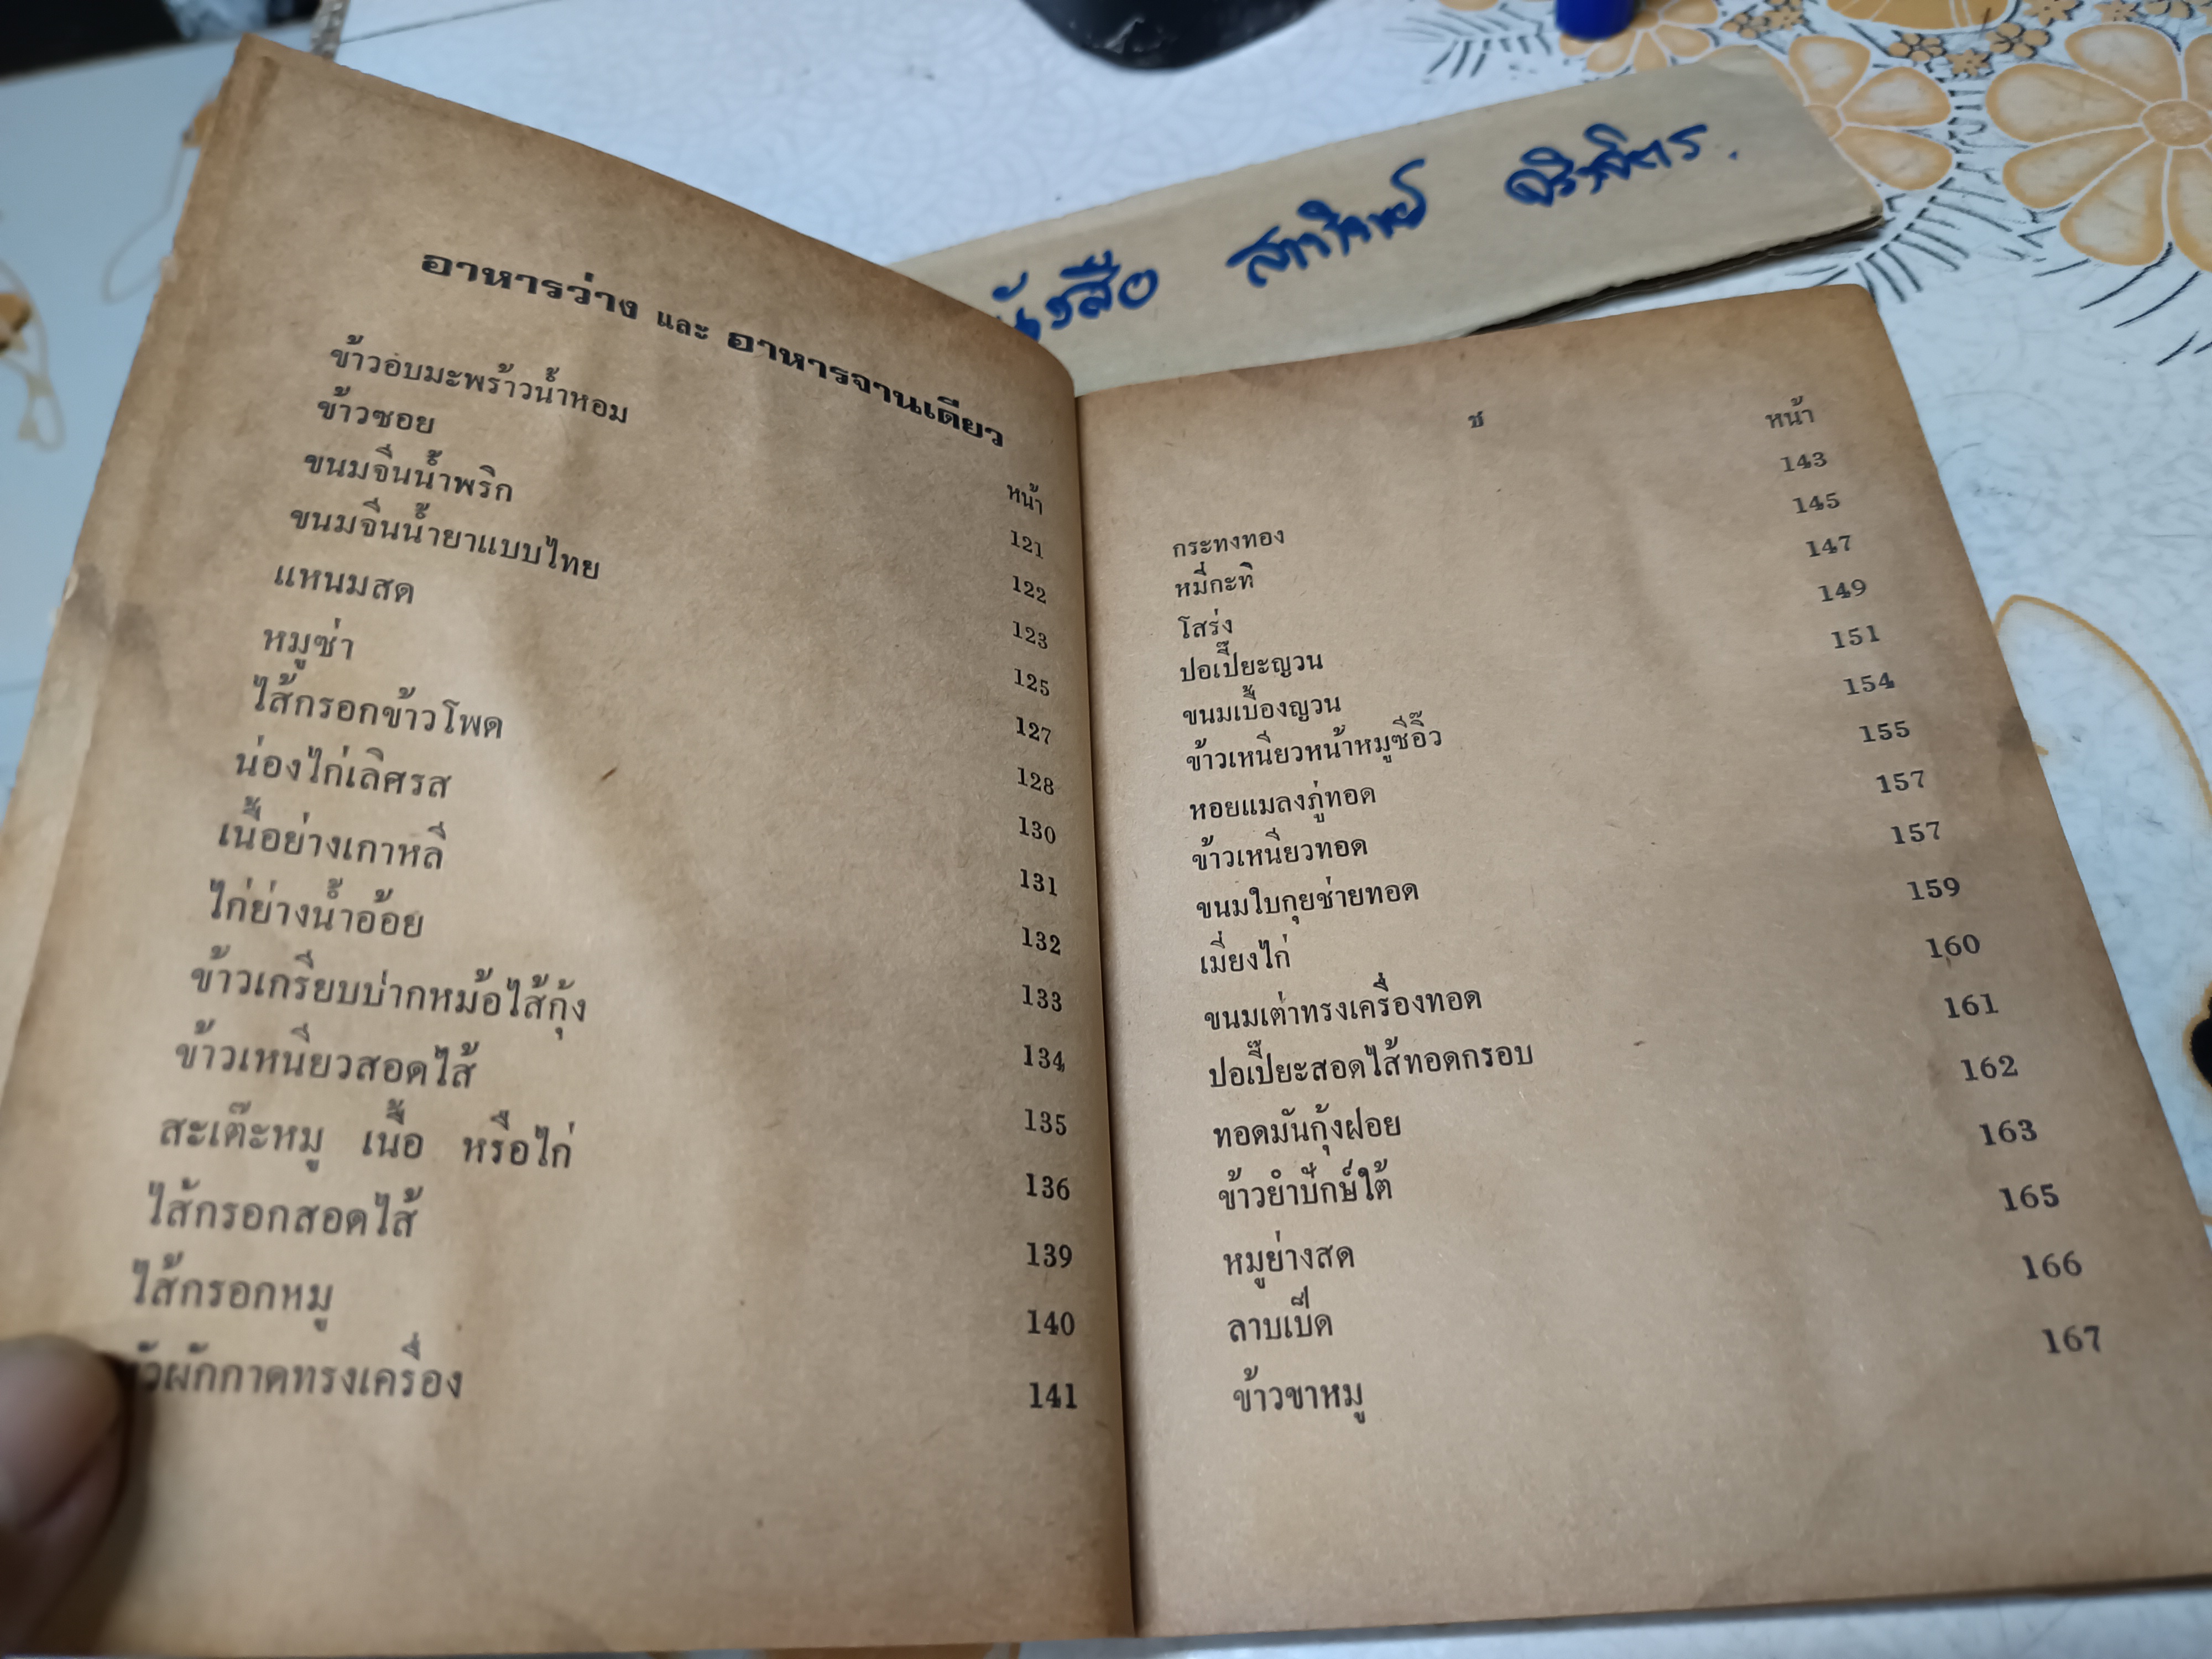 อาหารว่าง และ อาหารจานเดียว
หน้า
ข้าวอบมะพร้าวน้ำหอม 121
ข้าวซอย 122
ขนมจีนน้ำพริก 123
ขนมจีนน้ำยาแบบไทย 125
แหนมสด 127
หมูซ่า 128
ไส้กรอกข้าวโพด 130
น่องไก่เลิศรส 131
เนื้อย่างเกาหลี 132
ไก่ย่างน้ำอ้อย 133
ข้าวเกรียบปากหม้อไส้กุ้ง 134
ข้าวเหนียวสอดไส้ 135
สะเต๊ะหมู เนื้อ หรือไก่ 136
ไส้กรอกสอดไส้ 139
ไส้กรอกหมู 140
หัวผักกาดทรงเครื่อง 141
หนังสือ
ช
หน้า
กระทงทอง 143
หมี่กะทิ 145
โสร่ง 147
ปอเปี๊ยะญวน 149
ขนมเบื้องญวน 151
ข้าวเหนียวหน้าหมูซีอิ๊ว 154
หอยแมลงภู่ทอด 155
ข้าวเหนียวทอด 157
ขนมใบกุยช่ายทอด 157
เมี่ยงไก่ 159
ขนมเต่าทรงเครื่องทอด 160
ปอเปี๊ยะสอดไส้ทอดกรอบ 161
ทอดมันกุ้งฝอย 162
ข้าวยำปักษ์ใต้ 163
หมูย่างสด 165
ลาบเป็ด 166
ข้าวขาหมู 167